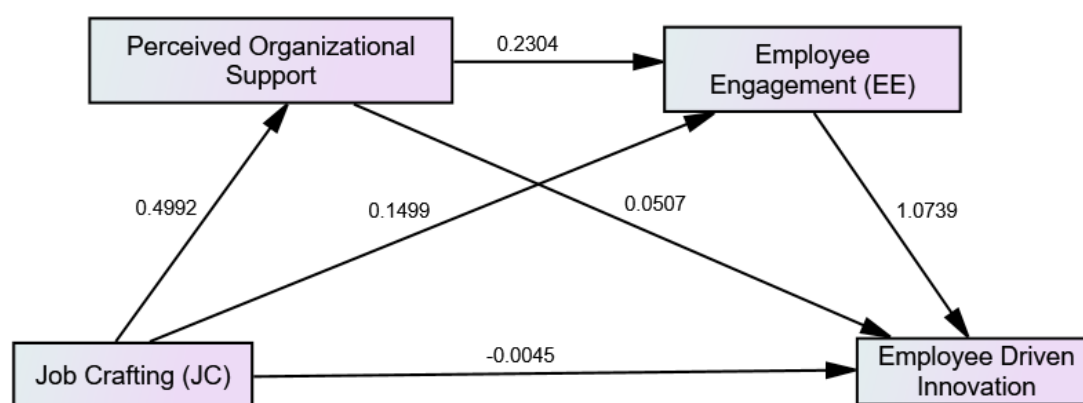 Perceived Organizational
Support
0.2304
Employee
Engagement (EE)
0.4992
0.1499
0.0507
1.0739
Job Crafting (JC)
-0.0045
Employee Driven
Innovation